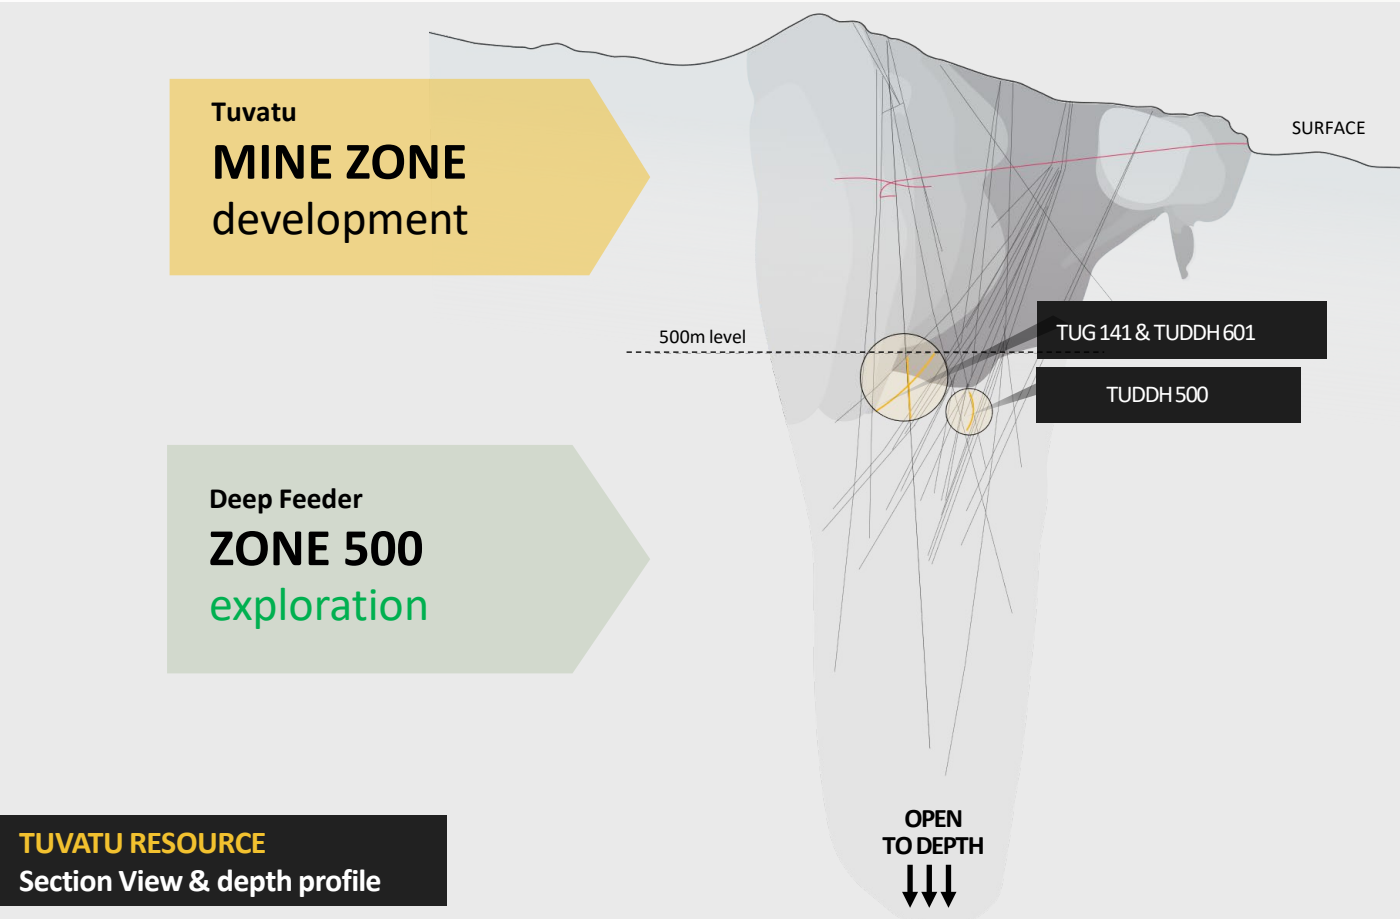 Tuvatu
MINE ZONE
development
SURFACE
500m level
TUG 141 & TUDDH 601
TUDDH 500
Deep Feeder
ZONE 500
exploration
OPEN
TO DEPTH
TUVATU RESOURCE
Section View & depth profile